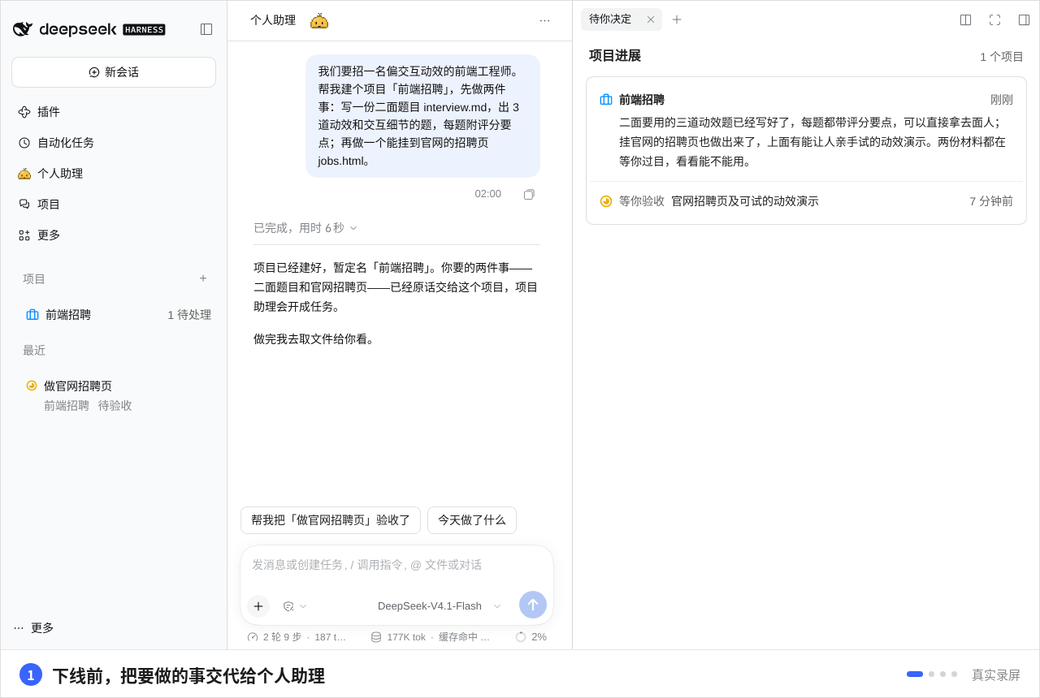 deepseek HARNESS
新会话
插件
自动化任务
个人助理
项目
更多
项目
前端招聘 1 待处理
最近
做官网招聘页
前端招聘 待验收
更多
个人助理
我们要招一名偏交互动效的前端工程师。
帮我建个项目「前端招聘」，先做两件
事：写一份二面题目 interview.md，出 3
道动效和交互细节的题，每题附评分要
点；再做一个能挂到官网的招聘页
jobs.html。
02:00
已完成，用时 6 秒
项目已经建好，暂定名「前端招聘」。你要的两件事——
二面题目和官网招聘页——已经原话交给这个项目，项目
助理会开成任务。
做完我去取文件给你看。
帮我把「做官网招聘页」验收了
今天做了什么
发消息或创建任务, / 调用指令, @ 文件或对话
DeepSeek-V4.1-Flash
2 轮 9 步 · 187 t…
177K tok · 缓存命中 …
2%
待你决定
项目进展
1 个项目
前端招聘
刚刚
二面要用的三道动效题已经写好了，每题都带评分要点，可以直接拿去面人；
挂官网的招聘页也做出来了，上面有能让人亲手试的动效演示。两份材料都在
等你过目，看看能不能用。
等你验收 官网招聘页及可试的动效演示
7 分钟前
1 下线前，把要做的事交代给个人助理
真实录屏